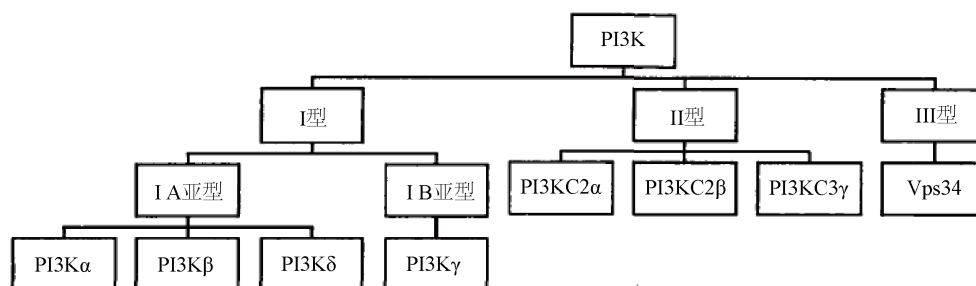 PI3K
I型
II型
III型
I A亚型
I B亚型
PI3KC2α
PI3KC2β
PI3KC3γ
Vps34
PI3Kα
PI3Kβ
PI3Kδ
PI3Kγ